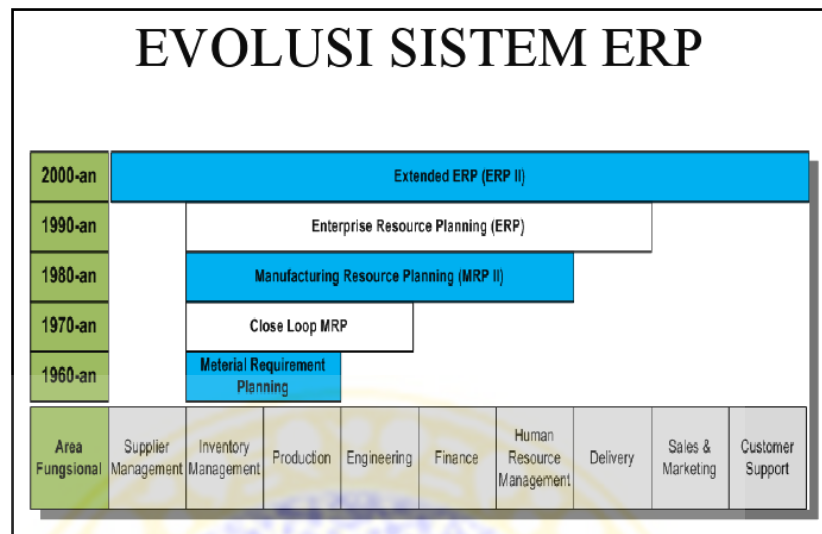 EVOLUSI SISTEM ERP
2000-an
Extended ERP (ERP II)
1990-an
Enterprise Resource Planning (ERP)
1980-an
Manufacturing Resource Planning (MRP II)
1970-an
Close Loop MRP
1960-an
Meterial Requirement
Planning
Area
Fungsional
Supplier
Management
Inventory
Management
Production
Engineering
Finance
Human
Resource
Management
Delivery
Sales &
Marketing
Customer
Support